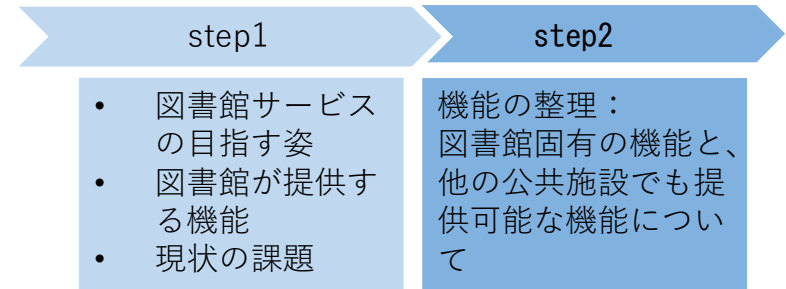 step1
step2
• 図書館サービス
の目指す姿
• 図書館が提供す
る機能
• 現状の課題
機能の整理：
図書館固有の機能と、
他の公共施設でも提
供可能な機能につい
て